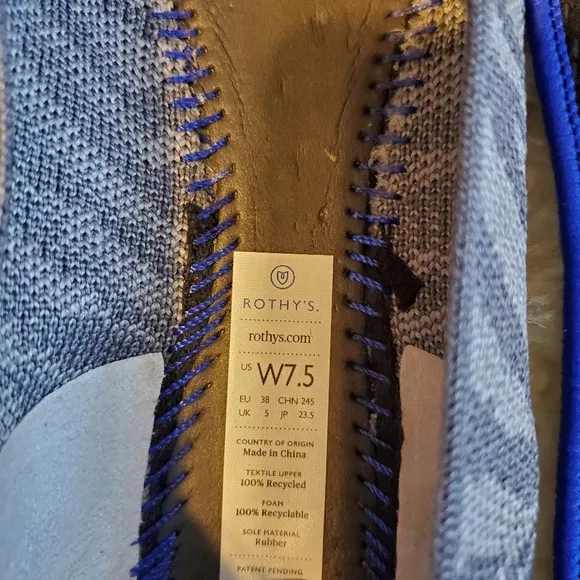 ROTHY'S
rothys.com
US W7.5
EU 38 CHN 245
UK 5 JP 23.5
COUNTRY OF ORIGIN
Made in China
TEXTILE UPPER
100% Recycled
FOAM
100% Recyclable
SOLE MATERIAL
Rubber
PATENT PENDING